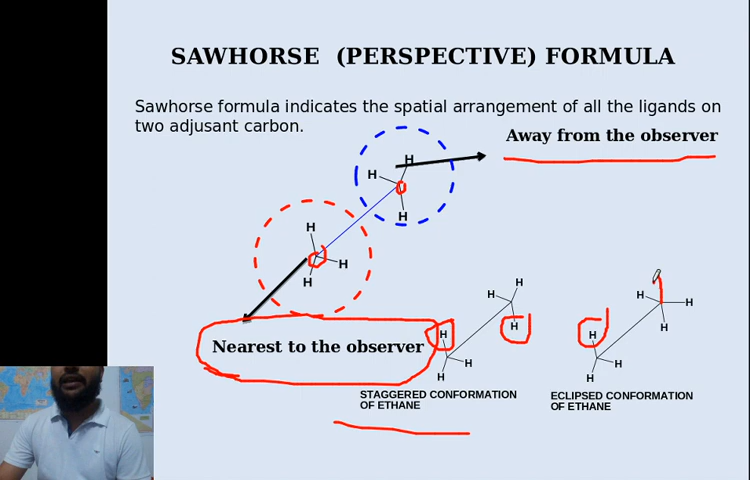 SAWHORSE (PERSPECTIVE) FORMULA
Sawhorse formula indicates the spatial arrangement of all the ligands on
two adjusant carbon.
Away from the observer
H
H
H
H
H
H
Nearest to the observer
H
H
H
H
H
H
H
H
H
H
H
H
STAGGERED CONFORMATION
OF ETHANE
ECLIPSED CONFORMATION
OF ETHANE